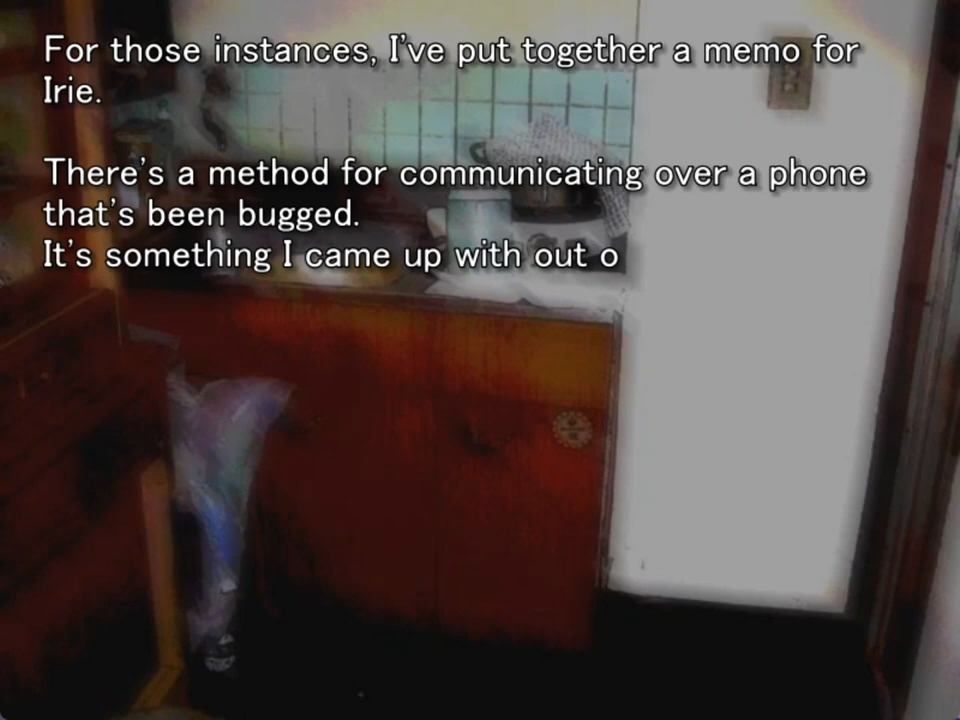 For those instances, I've put together a memo for
Irie.
There's a method for communicating over a phone
that's been bugged.
It's something I came up with out o